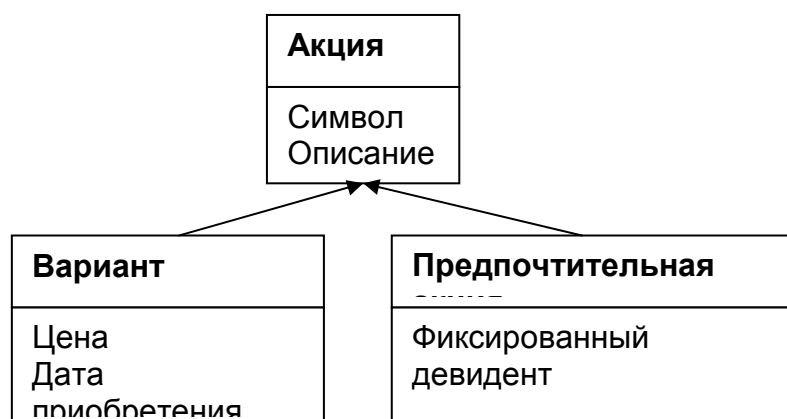 Акция
Символ
Описание
Вариант
Цена
Дата
приобретения
Предпочтительная
Фиксированный
девидент